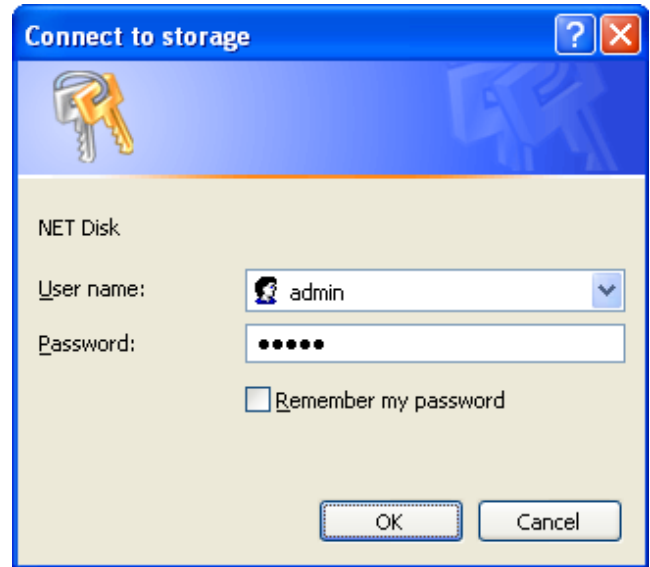 Connect to storage
NET Disk
User name: admin
Password: •••••
Remember my password
OK Cancel